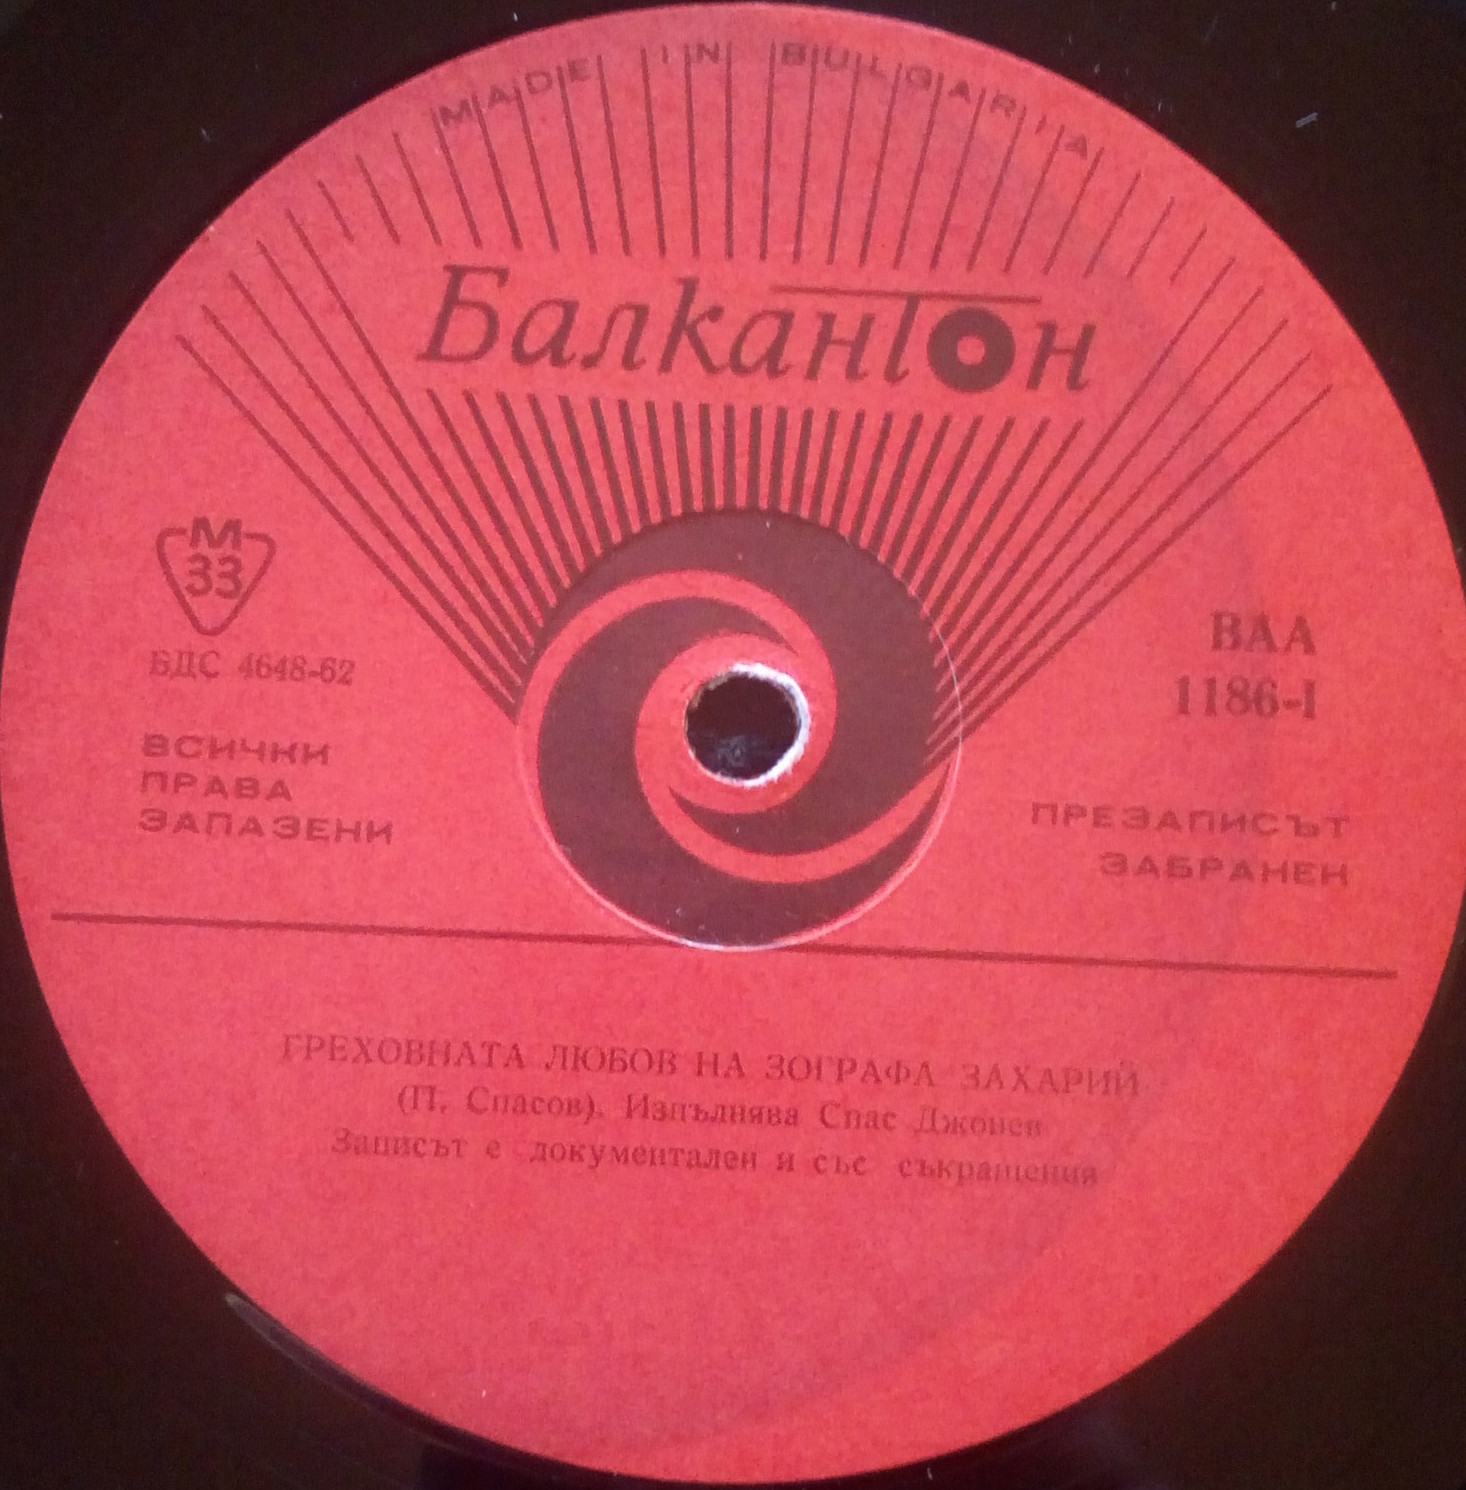 MADE IN BULGARIA
Балкантон
М
33
БДС 4648-62
ВСИЧКИ
ПРАВА
ЗАПАЗЕНИ
ВАА
1186-I
ПРЕЗАПИСЪТ
ЗАБРАНЕН
ГРЕХОВНАТА ЛЮБОВ НА ЗОГРАФА ЗАХАРИЙ
(П. Спасов). Изпълнява Спас Джонев
Записът е документален и със съкращения